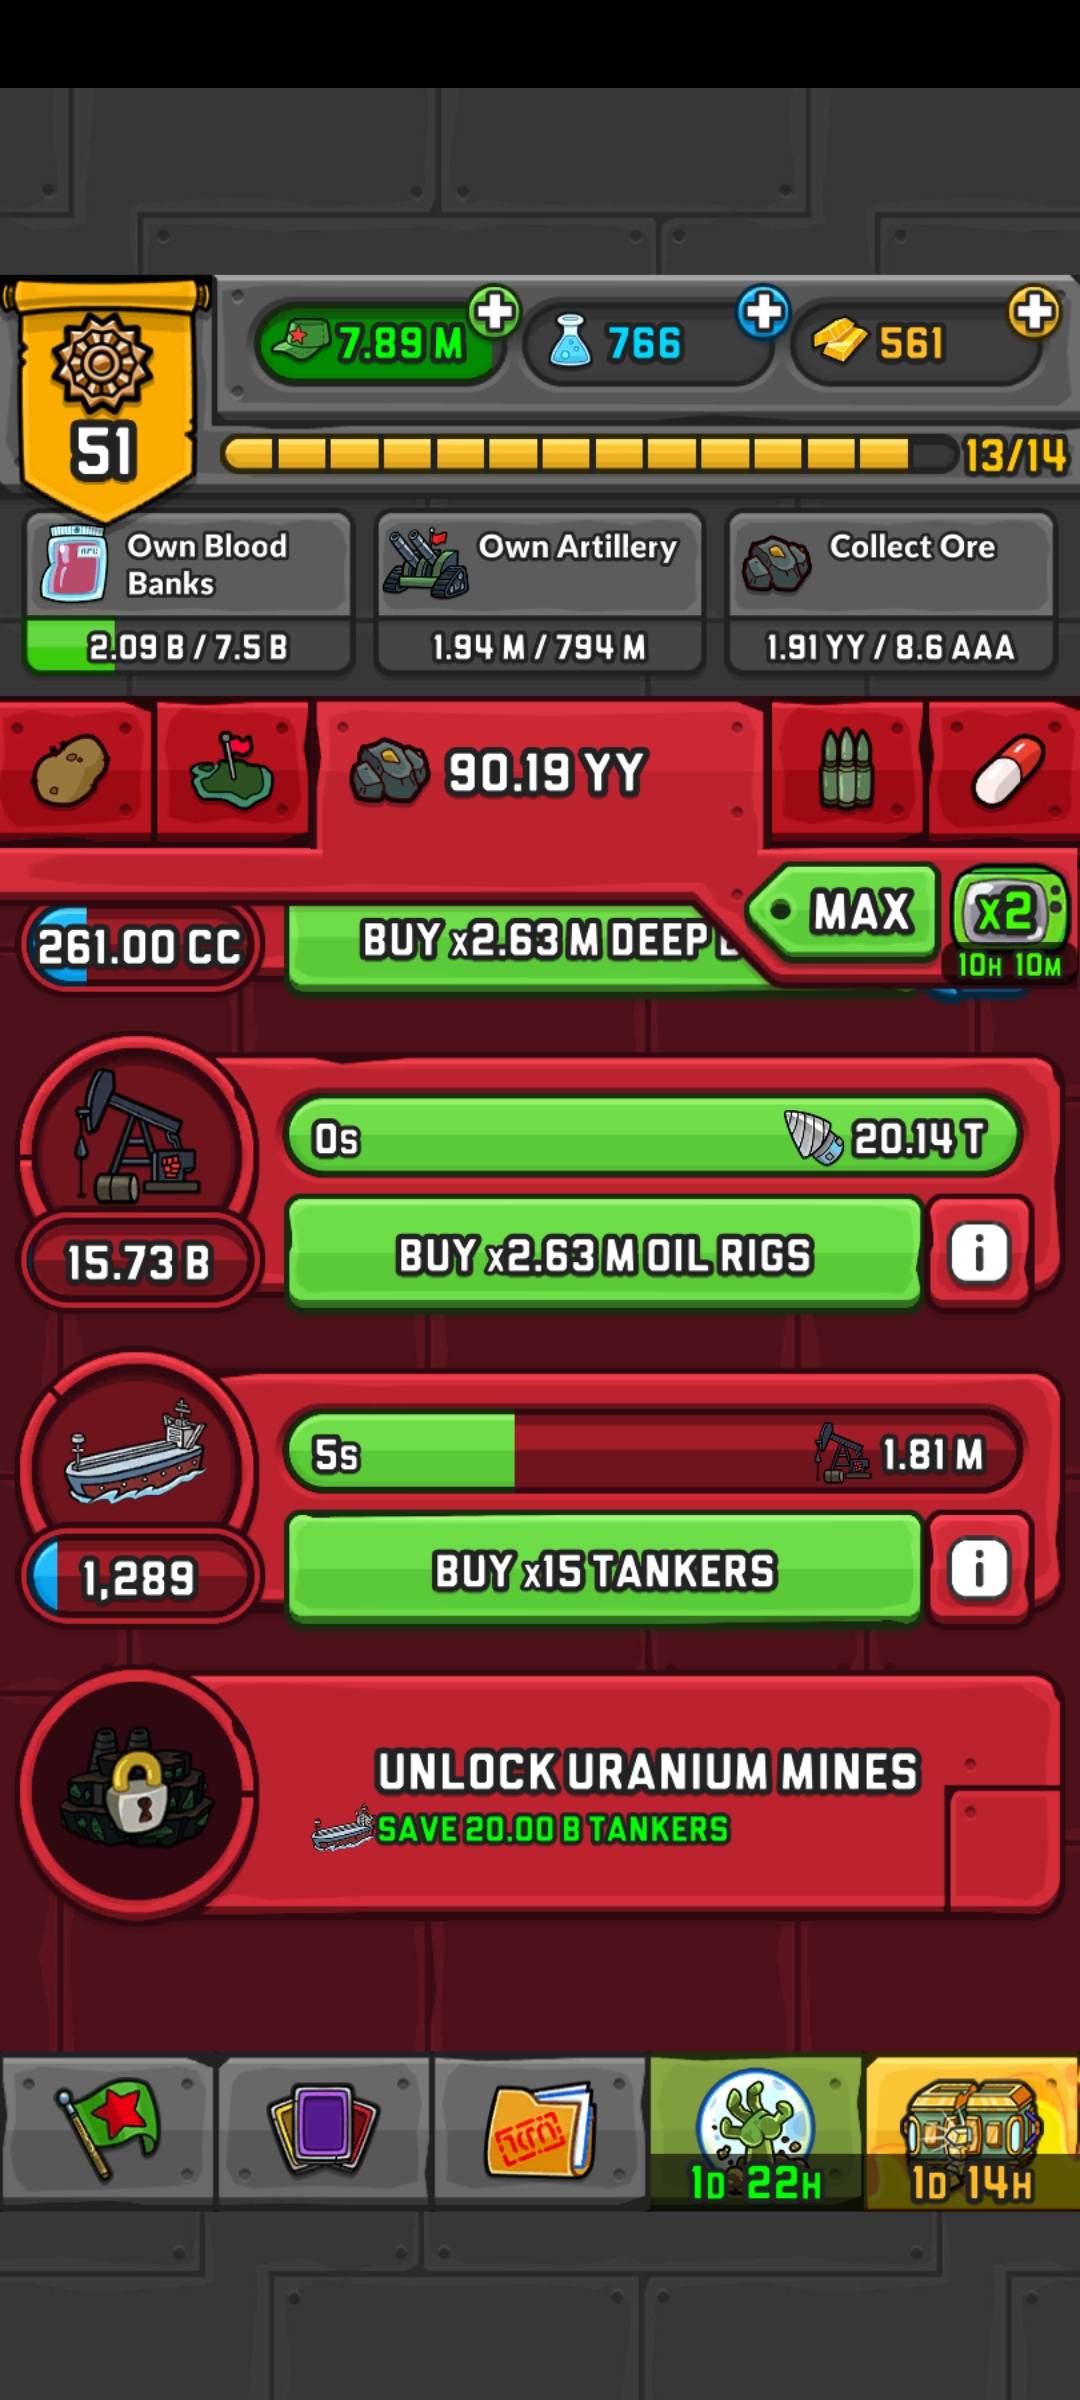 7.89 M
766
561
51
13/14
Own Blood
Banks
Own Artillery
Collect Ore
2.09 B / 7.5 B
1.94 M / 794 M
1.91 YY / 8.6 AAA
90.19 YY
MAX
x2
10H 10M
261.00 CC
BUY x2.63 M DEEP
0s
20.14 T
15.73 B
BUY x2.63 M OIL RIGS
i
5s
1.81 M
1,289
BUY x15 TANKERS
i
UNLOCK URANIUM MINES
SAVE 20.00 B TANKERS
1D 22H
1D 14H